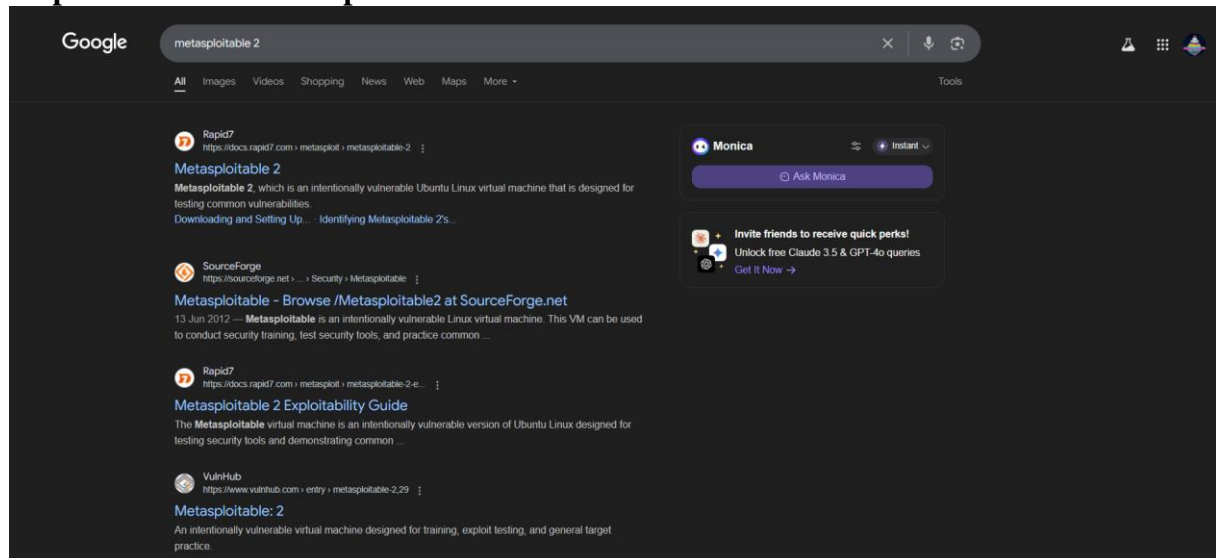 Google
metasploitable 2
All Images Videos Shopping News Web Maps More
Tools
Rapid7
https://docs.rapid7.com › metasploit › metasploitable-2
Metasploitable 2
Metasploitable 2, which is an intentionally vulnerable Ubuntu Linux virtual machine that is designed for
testing common vulnerabilities.
Downloading and Setting Up... · Identifying Metasploitable 2's...
SourceForge
https://sourceforge.net › ... › Security › Metasploitable
Metasploitable - Browse /Metasploitable2 at SourceForge.net
13 Jun 2012 — Metasploitable is an intentionally vulnerable Linux virtual machine. This VM can be used
to conduct security training, test security tools, and practice common ...
Rapid7
https://docs.rapid7.com › metasploit › metasploitable-2-e...
Metasploitable 2 Exploitability Guide
The Metasploitable virtual machine is an intentionally vulnerable version of Ubuntu Linux designed for
testing security tools and demonstrating common ...
VulnHub
https://www.vulnhub.com › entry › metasploitable-2,29
Metasploitable: 2
An intentionally vulnerable virtual machine designed for training, exploit testing, and general target
practice.
Monica
Instant
Ask Monica
Invite friends to receive quick perks!
Unlock free Claude 3.5 & GPT-4o queries
Get It Now →